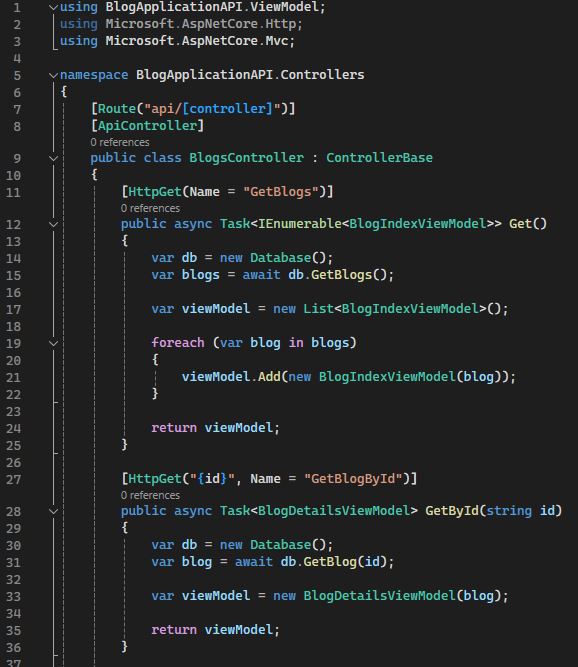 1 using BlogApplicationAPI.ViewModel;
2 using Microsoft.AspNetCore.Http;
3 using Microsoft.AspNetCore.Mvc;
4
5 namespace BlogApplicationAPI.Controllers
6 {
7 [Route("api/[controller]")]
8 [ApiController]
0 references
9 public class BlogsController : ControllerBase
10 {
11 [HttpGet(Name = "GetBlogs")]
0 references
12 public async Task<IEnumerable<BlogIndexViewModel>> Get()
13 {
14 var db = new Database();
15 var blogs = await db.GetBlogs();
16
17 var viewModel = new List<BlogIndexViewModel>();
18
19 foreach (var blog in blogs)
20 {
21 viewModel.Add(new BlogIndexViewModel(blog));
22 }
23
24 return viewModel;
25 }
26
27 [HttpGet("{id}", Name = "GetBlogById")]
0 references
28 public async Task<BlogDetailsViewModel> GetById(string id)
29 {
30 var db = new Database();
31 var blog = await db.GetBlog(id);
32
33 var viewModel = new BlogDetailsViewModel(blog);
34
35 return viewModel;
36 }
37